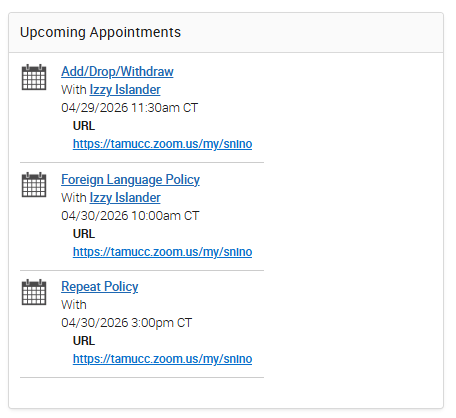 Upcoming Appointments
Add/Drop/Withdraw
With Izzy Islander
04/29/2026 11:30am CT
URL
https://tamucc.zoom.us/my/snino
Foreign Language Policy
With Izzy Islander
04/30/2026 10:00am CT
URL
https://tamucc.zoom.us/my/snino
Repeat Policy
With
04/30/2026 3:00pm CT
URL
https://tamucc.zoom.us/my/snino